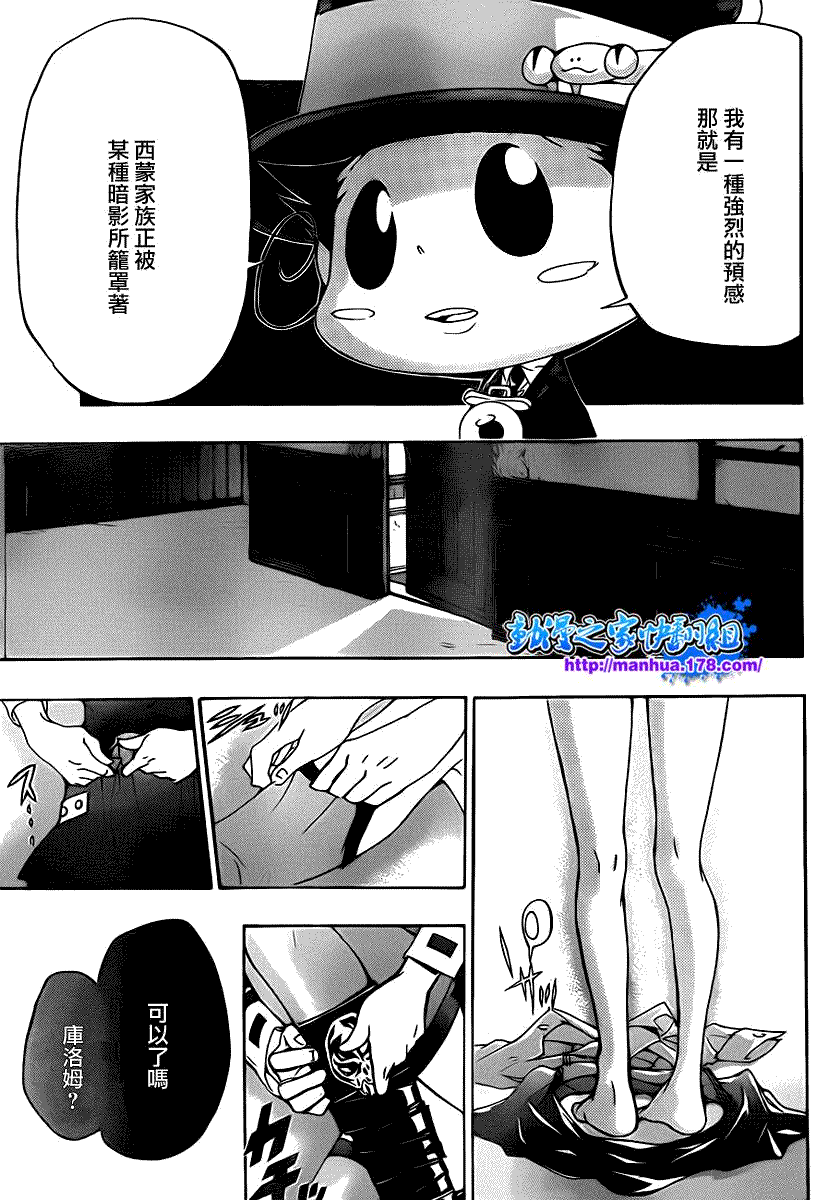 我有一種強烈的預感
那就是
西蒙家族正被
某種暗影所籠罩著
動漫之家快翻組
http://manhua.178.com/
可以了嗎
庫洛姆？